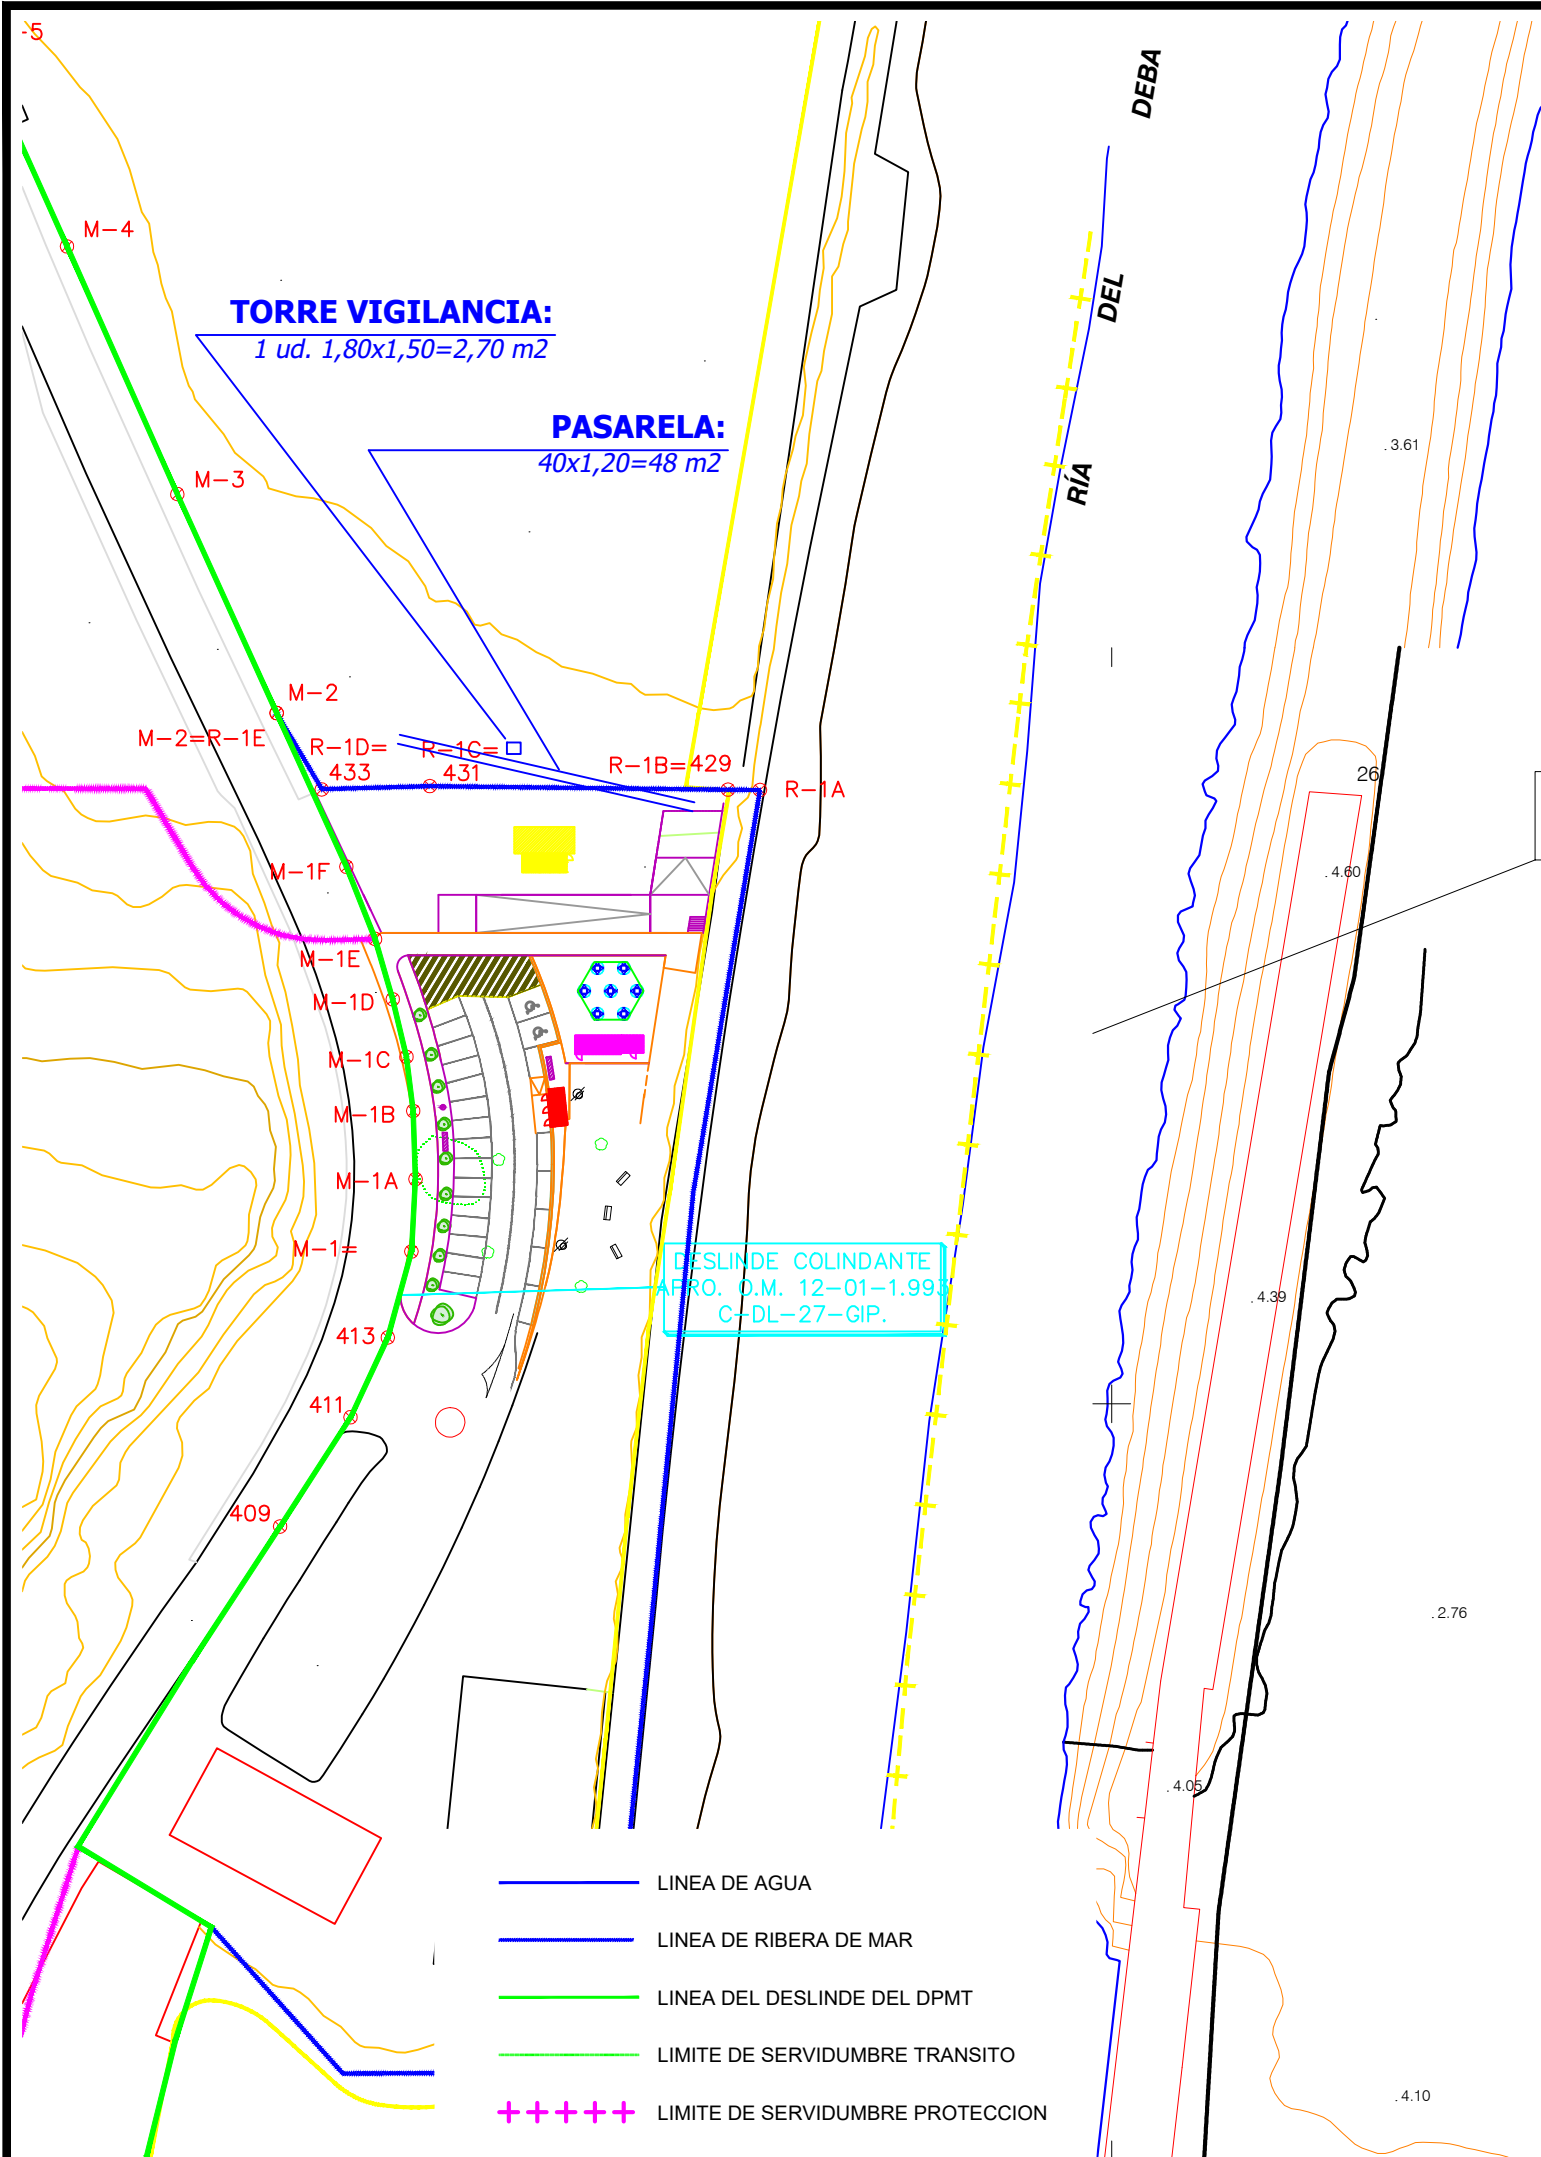 -5
DEBA
M-4
DEL
TORRE VIGILANCIA:
1 ud. 1,80x1,50=2,70 m2
PASARELA:
40x1,20=48 m2
.3.61
RÍA
M-3
M-2
M-2=R-1E
R-1D=
R-1C=
433
431
R-1B=429
R-1A
26
M-1F
.4.60
M-1E
M-1D
M-1C
M-1B
M-1A
M-1=
DESLINDE COLINDANTE
APRO. O.M. 12-01-1.993
C-DL-27-GIP.
.4.39
413
411
409
.2.76
.4.05
LINEA DE AGUA
LINEA DE RIBERA DE MAR
LINEA DEL DESLINDE DEL DPMT
LIMITE DE SERVIDUMBRE TRANSITO
LIMITE DE SERVIDUMBRE PROTECCION
.4.10